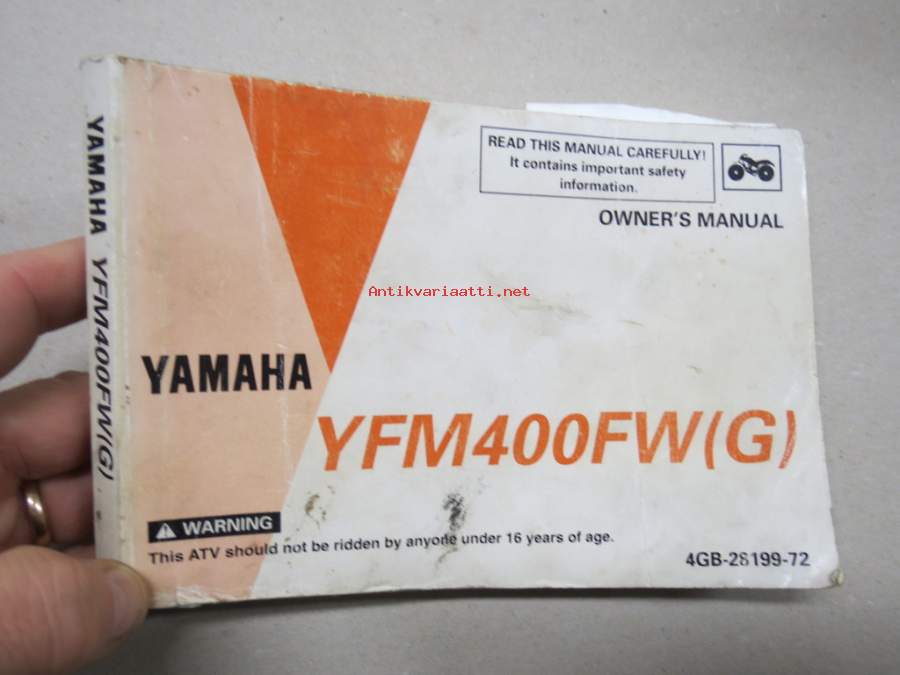 YAMAHA YFM400FW(G)
READ THIS MANUAL CAREFULLY!
It contains important safety
information.
OWNER'S MANUAL
Antikvariaatti.net
YAMAHA
YFM400FW(G)
WARNING
This ATV should not be ridden by anyone under 16 years of age.
4GB-28199-72